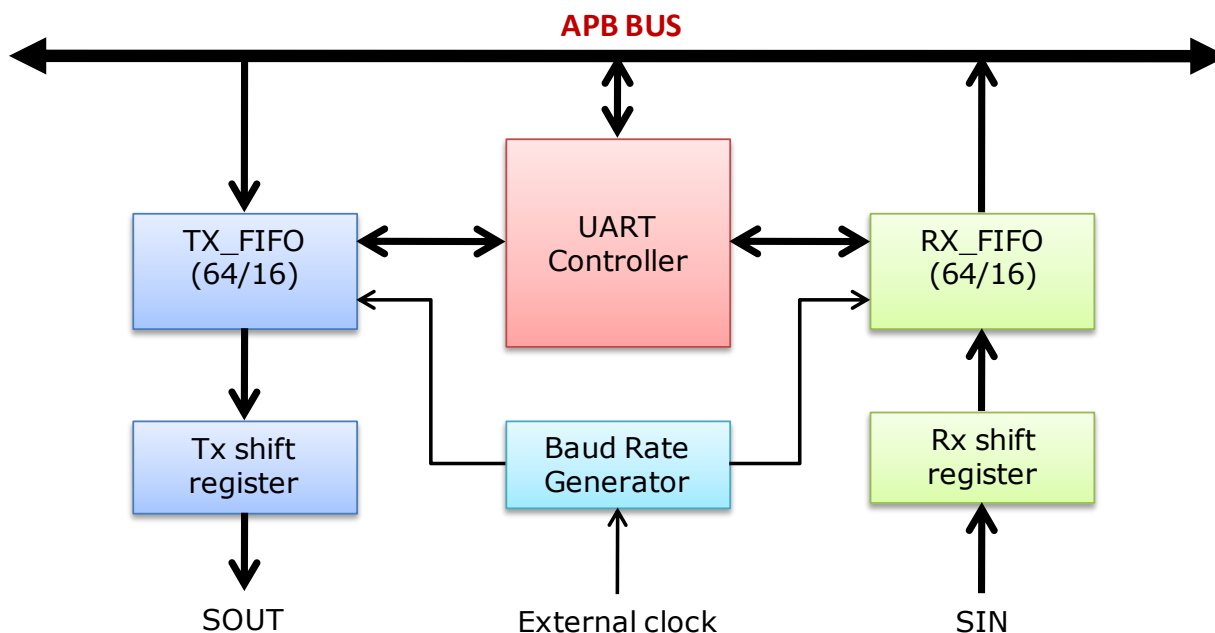 APB BUS
TX_FIFO
(64/16)
UART
Controller
RX_FIFO
(64/16)
Tx shift
register
Baud Rate
Generator
Rx shift
register
SOUT
External clock
SIN